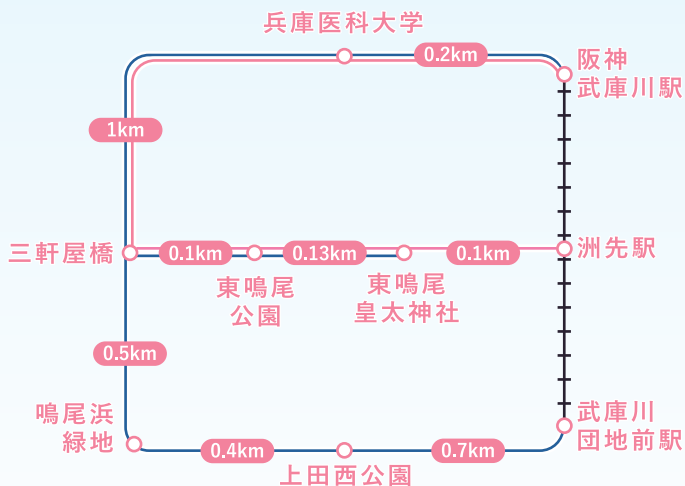 兵庫医科大学
0.2km
阪神
武庫川駅
1km
三軒屋橋
0.1km
0.13km
0.1km
洲先駅
東鳴尾
公園
東鳴尾
皇太神社
0.5km
鳴尾浜
緑地
0.4km
上田西公園
0.7km
武庫川
団地前駅